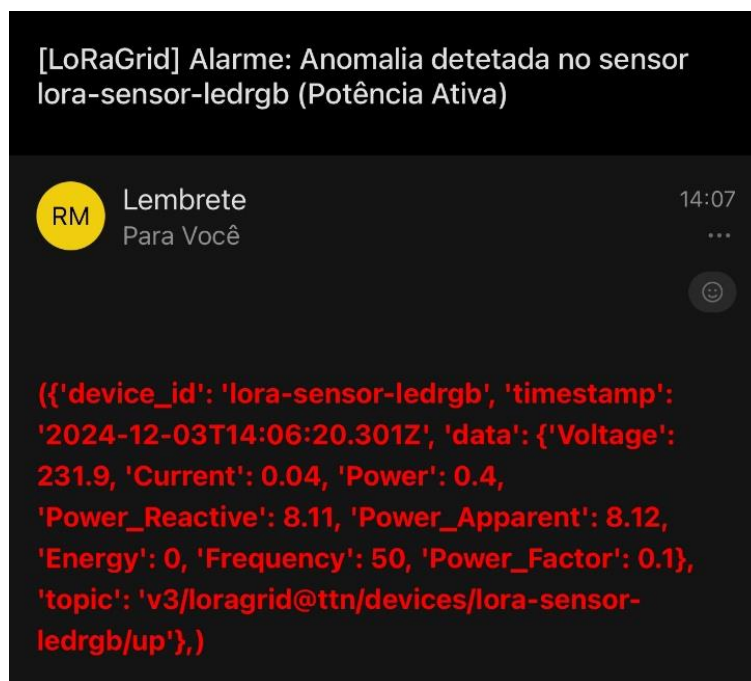 [LoRaGrid] Alarme: Anomalia detetada no sensor
lora-sensor-ledrgb (Potência Ativa)
RM
Lembrete
14:07
Para Você
({'device_id': 'lora-sensor-ledrgb', 'timestamp':
'2024-12-03T14:06:20.301Z', 'data': {'Voltage':
231.9, 'Current': 0.04, 'Power': 0.4,
'Power_Reactive': 8.11, 'Power_Apparent': 8.12,
'Energy': 0, 'Frequency': 50, 'Power_Factor': 0.1},
'topic': 'v3/loragrid@ttn/devices/lora-sensor-
ledrgb/up'},)